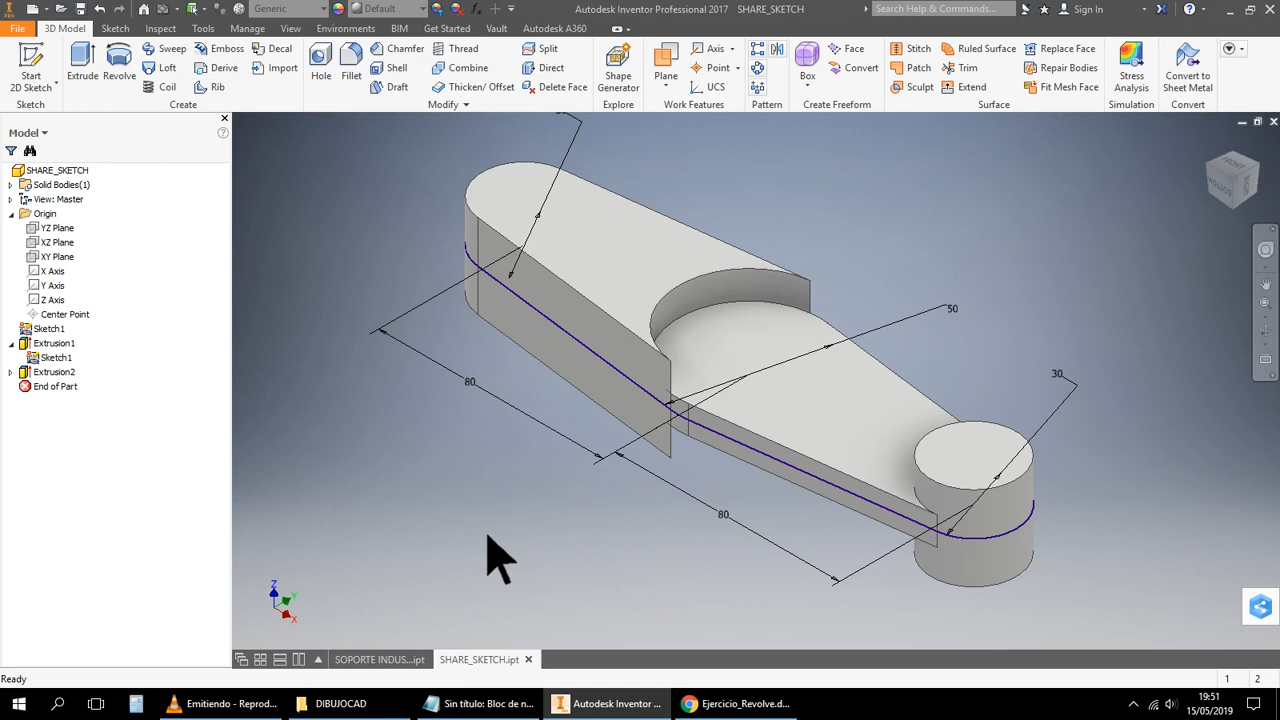 PRO Generic Default Autodesk Inventor Professional 2017 SHARE_SKETCH Search Help & Commands... Sign In
File 3D Model Sketch Inspect Tools Manage View Environments BIM Get Started Vault Autodesk A360
Start 2D Sketch
Sketch
Extrude Revolve
Sweep Emboss Decal
Loft Derive Import
Coil Rib
Create
Hole Fillet
Chamfer Thread Split
Shell Combine Direct
Draft Thicken/ Offset Delete Face
Modify
Shape Generator
Explore
Plane
Axis
Point
UCS
Work Features
Pattern
Box
Face
Convert
Create Freeform
Stitch Ruled Surface Replace Face
Patch Trim Repair Bodies
Sculpt Extend Fit Mesh Face
Surface
Stress Analysis
Simulation
Convert to Sheet Metal
Convert
Model
SHARE_SKETCH
Solid Bodies(1)
View: Master
Origin
YZ Plane
XZ Plane
XY Plane
X Axis
Y Axis
Z Axis
Center Point
Sketch1
Extrusion1
Sketch1
Extrusion2
End of Part
FRONT
RIGHT
BOTTOM
50
30
80
80
Z
Y
X
SOPORTE INDUS...ipt SHARE_SKETCH.ipt
Ready 1 2
Emitiendo - Reprod... DIBUJOCAD Sin título: Bloc de n... Autodesk Inventor ... Ejercicio_Revolve.d...
19:51
15/05/2019